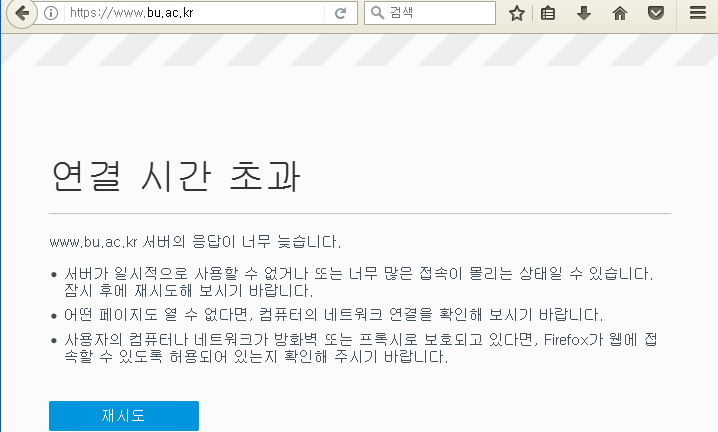 https://www.bu.ac.kr
검색
연결 시간 초과
www.bu.ac.kr 서버의 응답이 너무 늦습니다.
• 서버가 일시적으로 사용할 수 없거나 또는 너무 많은 접속이 몰리는 상태일 수 있습니다.
잠시 후에 재시도해 보시기 바랍니다.
• 어떤 페이지도 열 수 없다면, 컴퓨터의 네트워크 연결을 확인해 보시기 바랍니다.
• 사용자의 컴퓨터나 네트워크가 방화벽 또는 프록시로 보호되고 있다면, Firefox가 웹에 접
속할 수 있도록 허용되어 있는지 확인해 주시기 바랍니다.
재시도